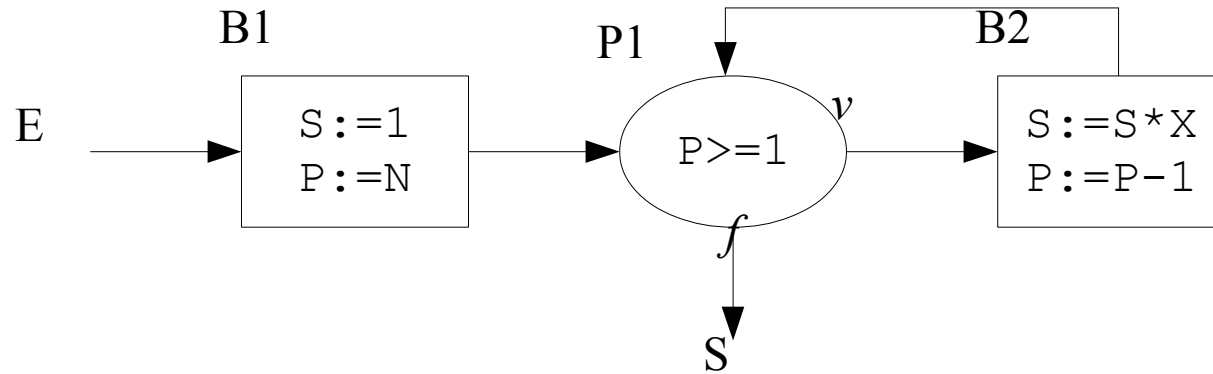 B1
P1
B2
E
S:=1
P:=N
P>=1
v
f
S:=S*X
P:=P-1
S